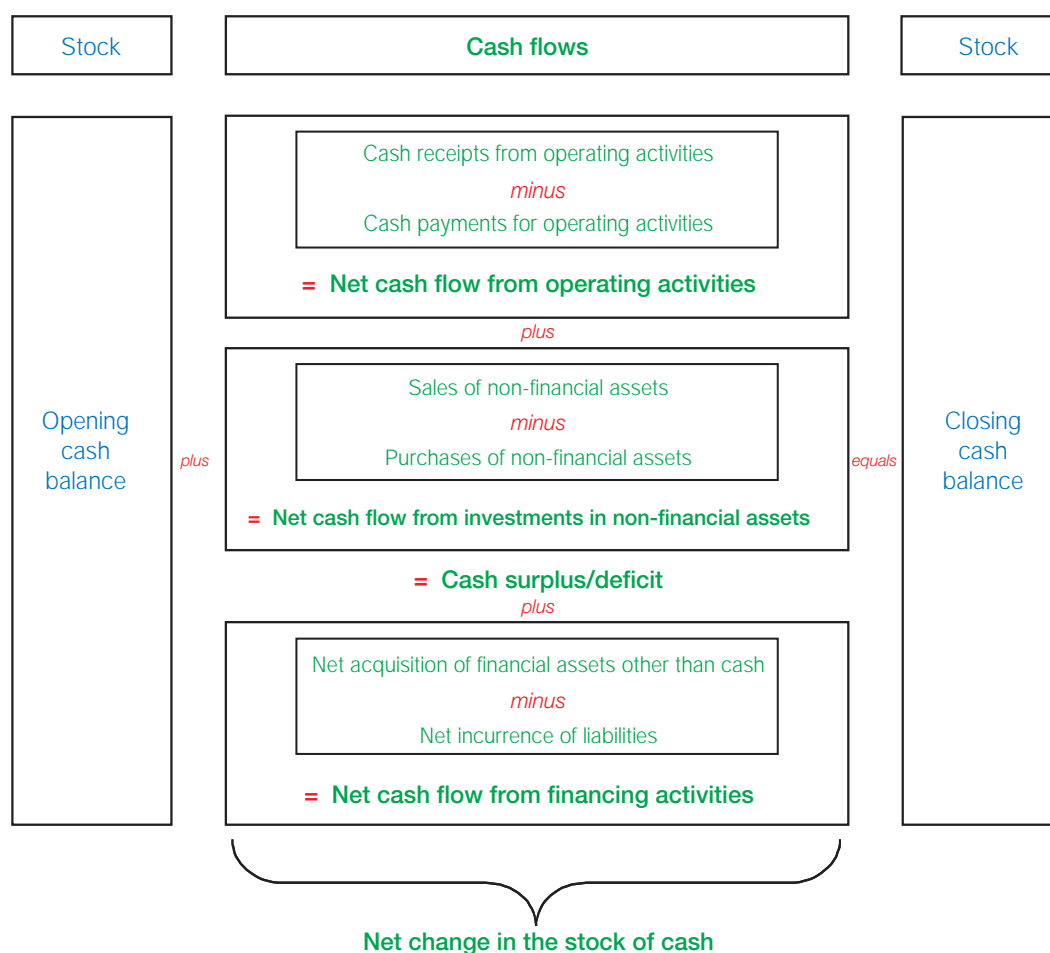 Stock
Cash flows
Stock
Opening
cash
balance
plus
Cash receipts from operating activities
minus
Cash payments for operating activities
= Net cash flow from operating activities
plus
Sales of non-financial assets
minus
Purchases of non-financial assets
= Net cash flow from investments in non-financial assets
= Cash surplus/deficit
plus
Net acquisition of financial assets other than cash
minus
Net incurrence of liabilities
= Net cash flow from financing activities
equals
Closing
cash
balance
Net change in the stock of cash